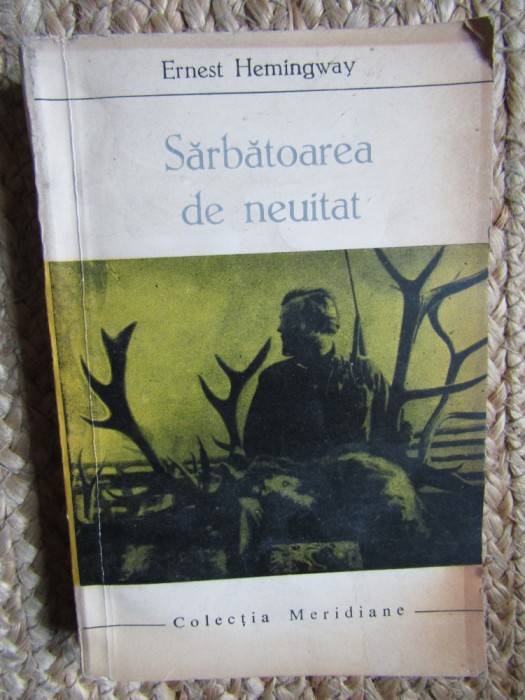 Ernest Hemingway
Sărbătoarea
de neuitat
Colecția Meridiane